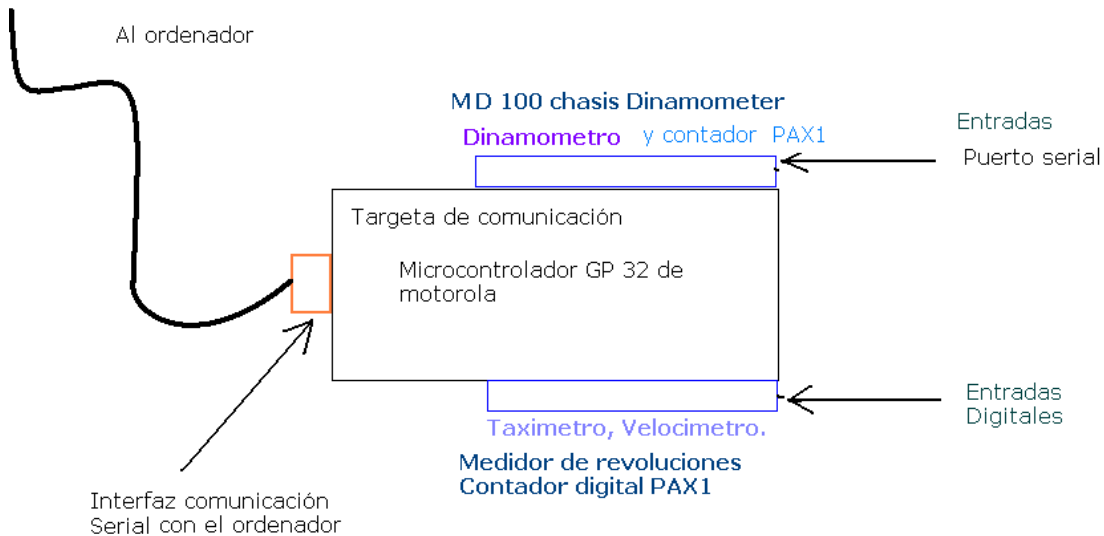 Al ordenador
MD 100 chasis Dinamometer
Dinamometro y contador PAX1
Entradas
Puerto serial
Targeta de comunicación
Microcontrolador GP 32 de
motorola
Entradas
Digitales
Taximetro, Velocimetro.
Medidor de revoluciones
Contador digital PAX1
Interfaz comunicación
Serial con el ordenador